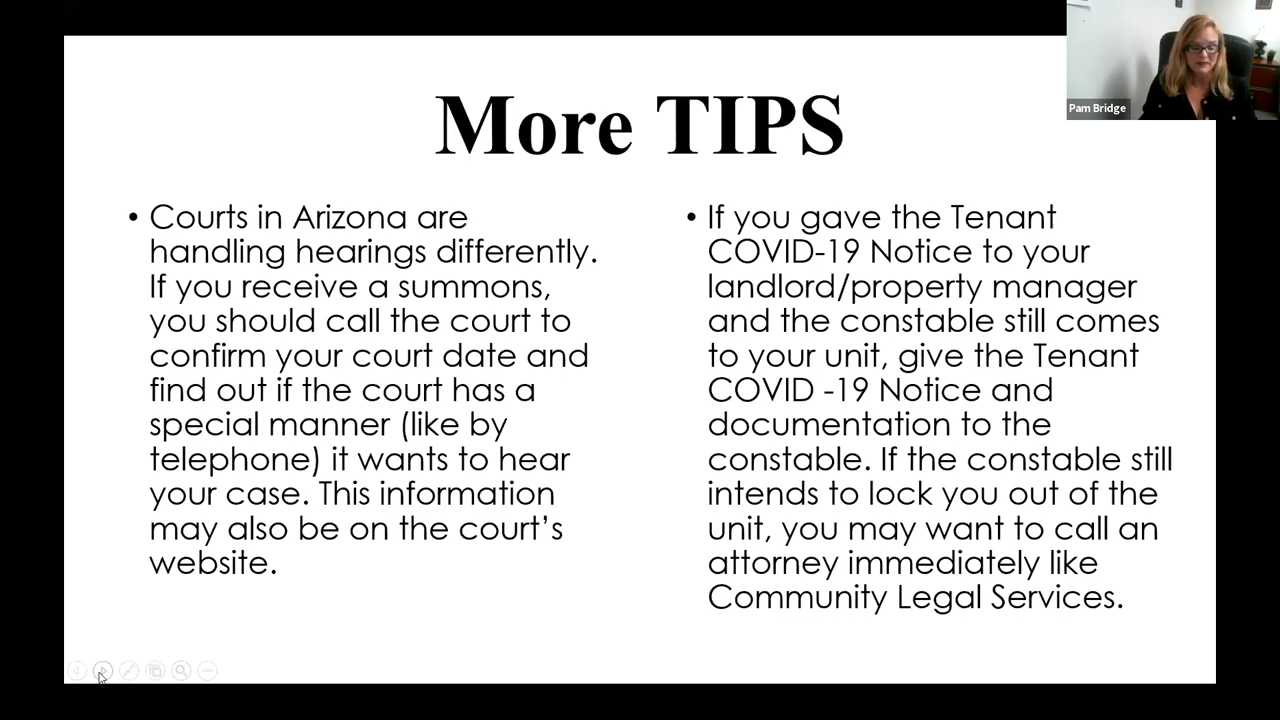 More TIPS
• Courts in Arizona are
handling hearings differently.
If you receive a summons,
you should call the court to
confirm your court date and
find out if the court has a
special manner (like by
telephone) it wants to hear
your case. This information
may also be on the court’s
website.
• If you gave the Tenant
COVID-19 Notice to your
landlord/property manager
and the constable still comes
to your unit, give the Tenant
COVID -19 Notice and
documentation to the
constable. If the constable still
intends to lock you out of the
unit, you may want to call an
attorney immediately like
Community Legal Services.
Pam Bridge